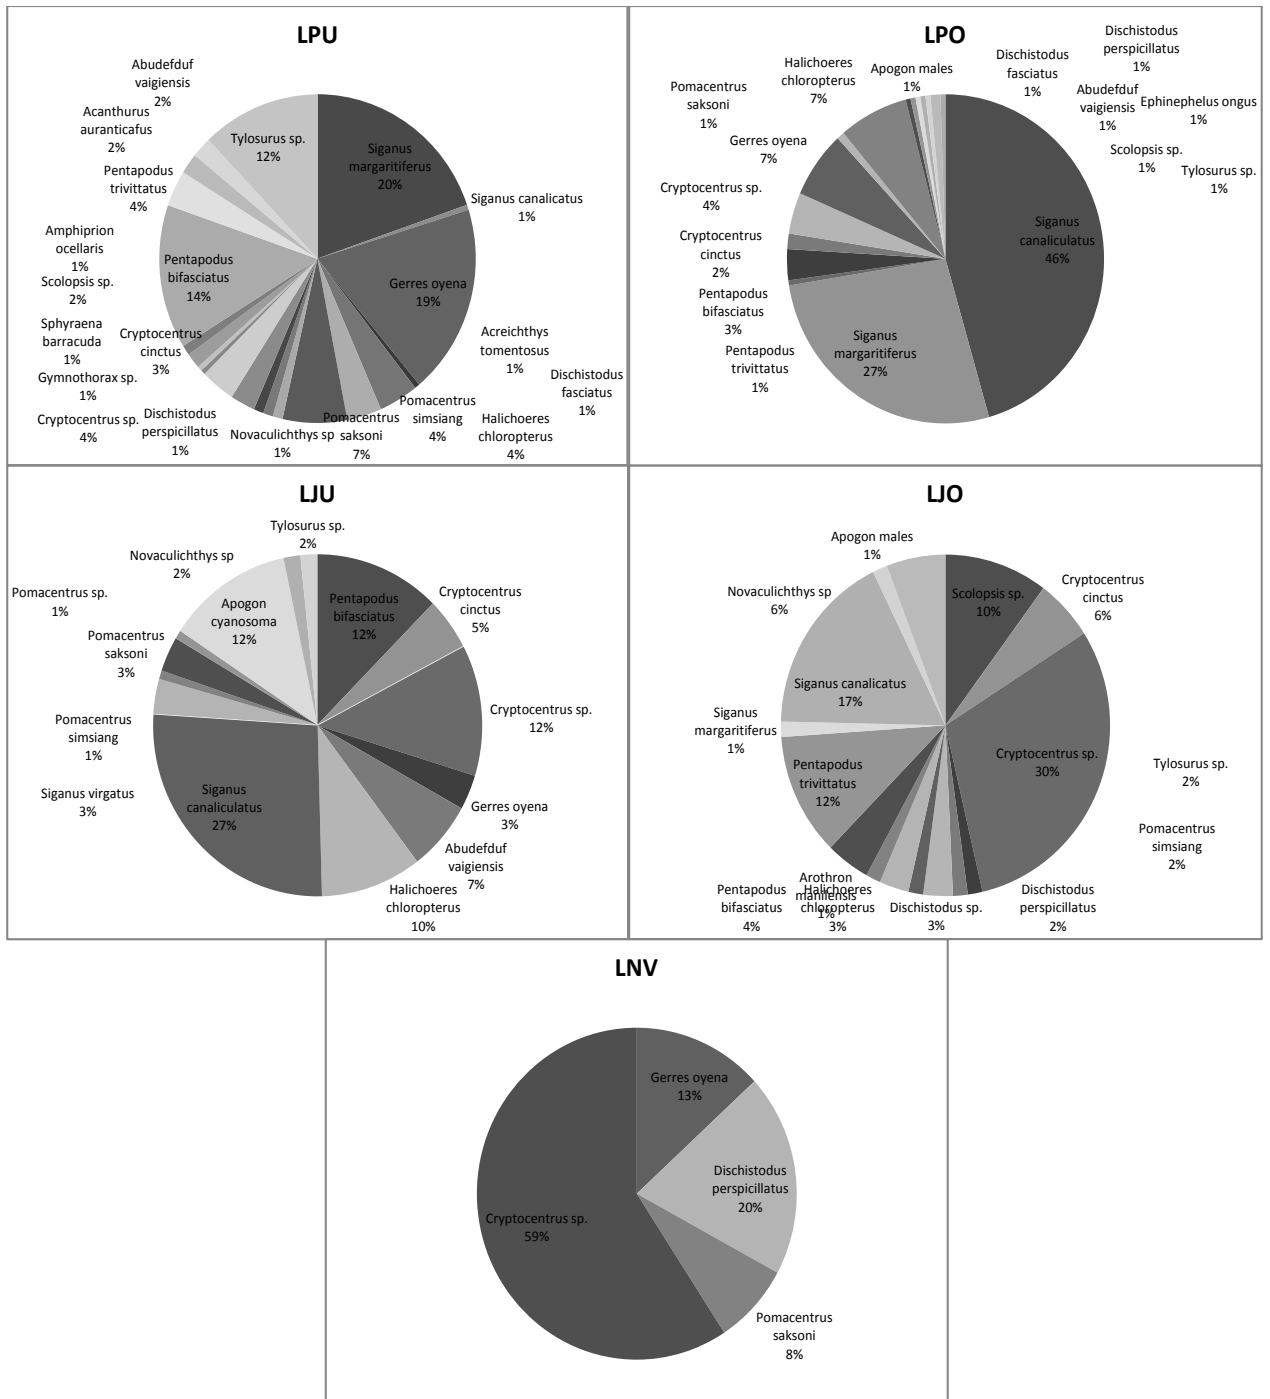 LPU
Abudefduf
vaigiensis
2%
Acanthurus
auranticafus
2%
Pentapodus
trivittatus
4%
Amphiprion
ocellaris
1%
Scolopsis sp.
2%
Sphyraena
barracuda
1%
Gymnothorax sp.
1%
Cryptocentrus sp.
4%
Tylosurus sp.
12%
Siganus
margaritiferus
20%
Siganus canalicatus
1%
Gerres oyena
19%
Pentapodus
bifasciatus
14%
Cryptocentrus
cinctus
3%
Acreichthys
tomentosus
1%
Dischistodus
fasciatus
1%
Dischistodus
perspicillatus
1%
Novaculichthys sp
1%
Pomacentrus
saksoni
7%
Pomacentrus
simsiang
4%
Halichoeres
chloropterus
4%
LPO
Pomacentrus
saksoni
1%
Halichoeres
chloropterus
7%
Apogon males
1%
Dischistodus
fasciatus
1%
Dischistodus
perspicillatus
1%
Abudefduf
vaigiensis
1%
Ephinephelus ongus
1%
Scolopsis sp.
1%
Tylosurus sp.
1%
Gerres oyena
7%
Cryptocentrus sp.
4%
Cryptocentrus
cinctus
2%
Pentapodus
bifasciatus
3%
Pentapodus
trivittatus
1%
Siganus
canaliculatus
46%
Siganus
margaritiferus
27%
LJU
Tylosurus sp.
2%
Novaculichthys sp
2%
Pomacentrus sp.
1%
Pomacentrus
saksoni
3%
Pomacentrus
simsiang
1%
Siganus virgatus
3%
Apogon
cyanosoma
12%
Pentapodus
bifasciatus
12%
Cryptocentrus
cinctus
5%
Cryptocentrus sp.
12%
Siganus
canaliculatus
27%
Gerres oyena
3%
Abudefduf
vaigiensis
7%
Halichoeres
chloropterus
10%
LJO
Apogon males
1%
Novaculichthys sp
6%
Scolopsis sp.
10%
Cryptocentrus
cinctus
6%
Siganus canalicatus
17%
Siganus
margaritiferus
1%
Cryptocentrus sp.
30%
Pentapodus
trivittatus
12%
Tylosurus sp.
2%
Pomacentrus
simsiang
2%
Pentapodus
bifasciatus
4%
Arothron
manilensis
1%
Halichoeres
chloropterus
3%
Dischistodus sp.
3%
Dischistodus
perspicillatus
2%
LNV
Gerres oyena
13%
Dischistodus
perspicillatus
20%
Cryptocentrus sp.
59%
Pomacentrus
saksoni
8%